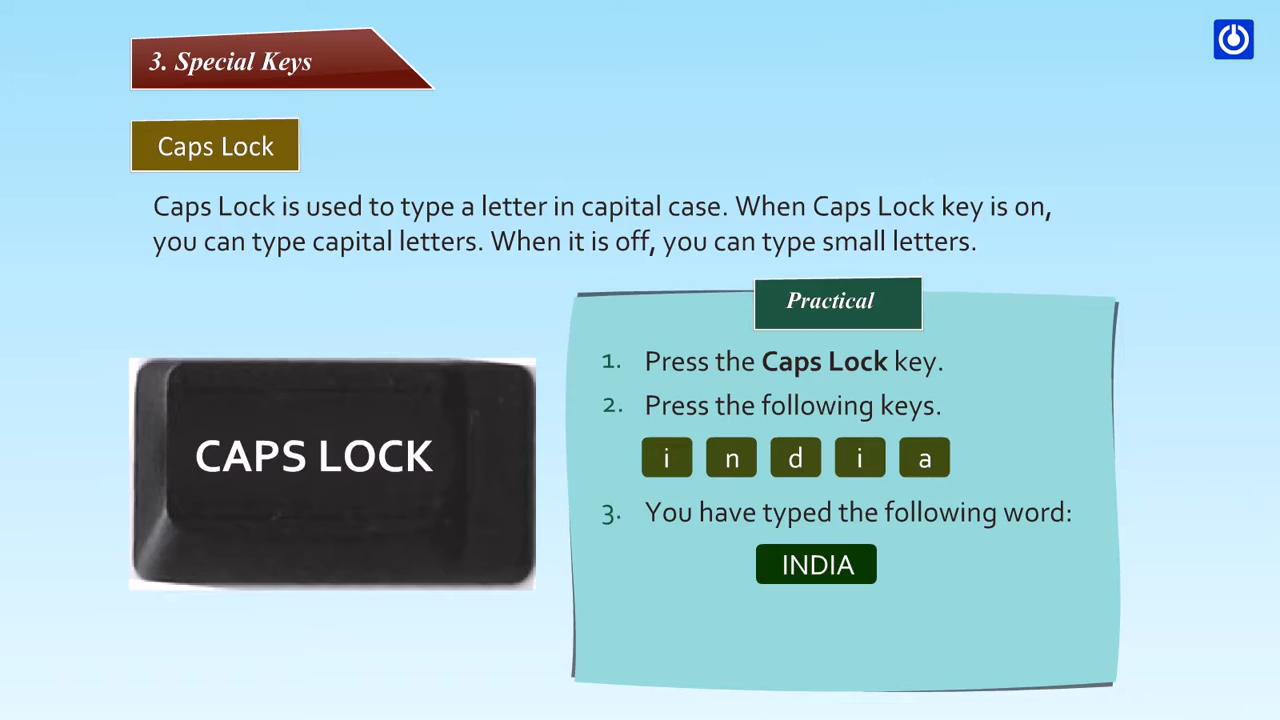 3. Special Keys
Caps Lock
Caps Lock is used to type a letter in capital case. When Caps Lock key is on,
you can type capital letters. When it is off, you can type small letters.
CAPS LOCK
Practical
1. Press the Caps Lock key.
2. Press the following keys.
i n d i a
3. You have typed the following word:
INDIA